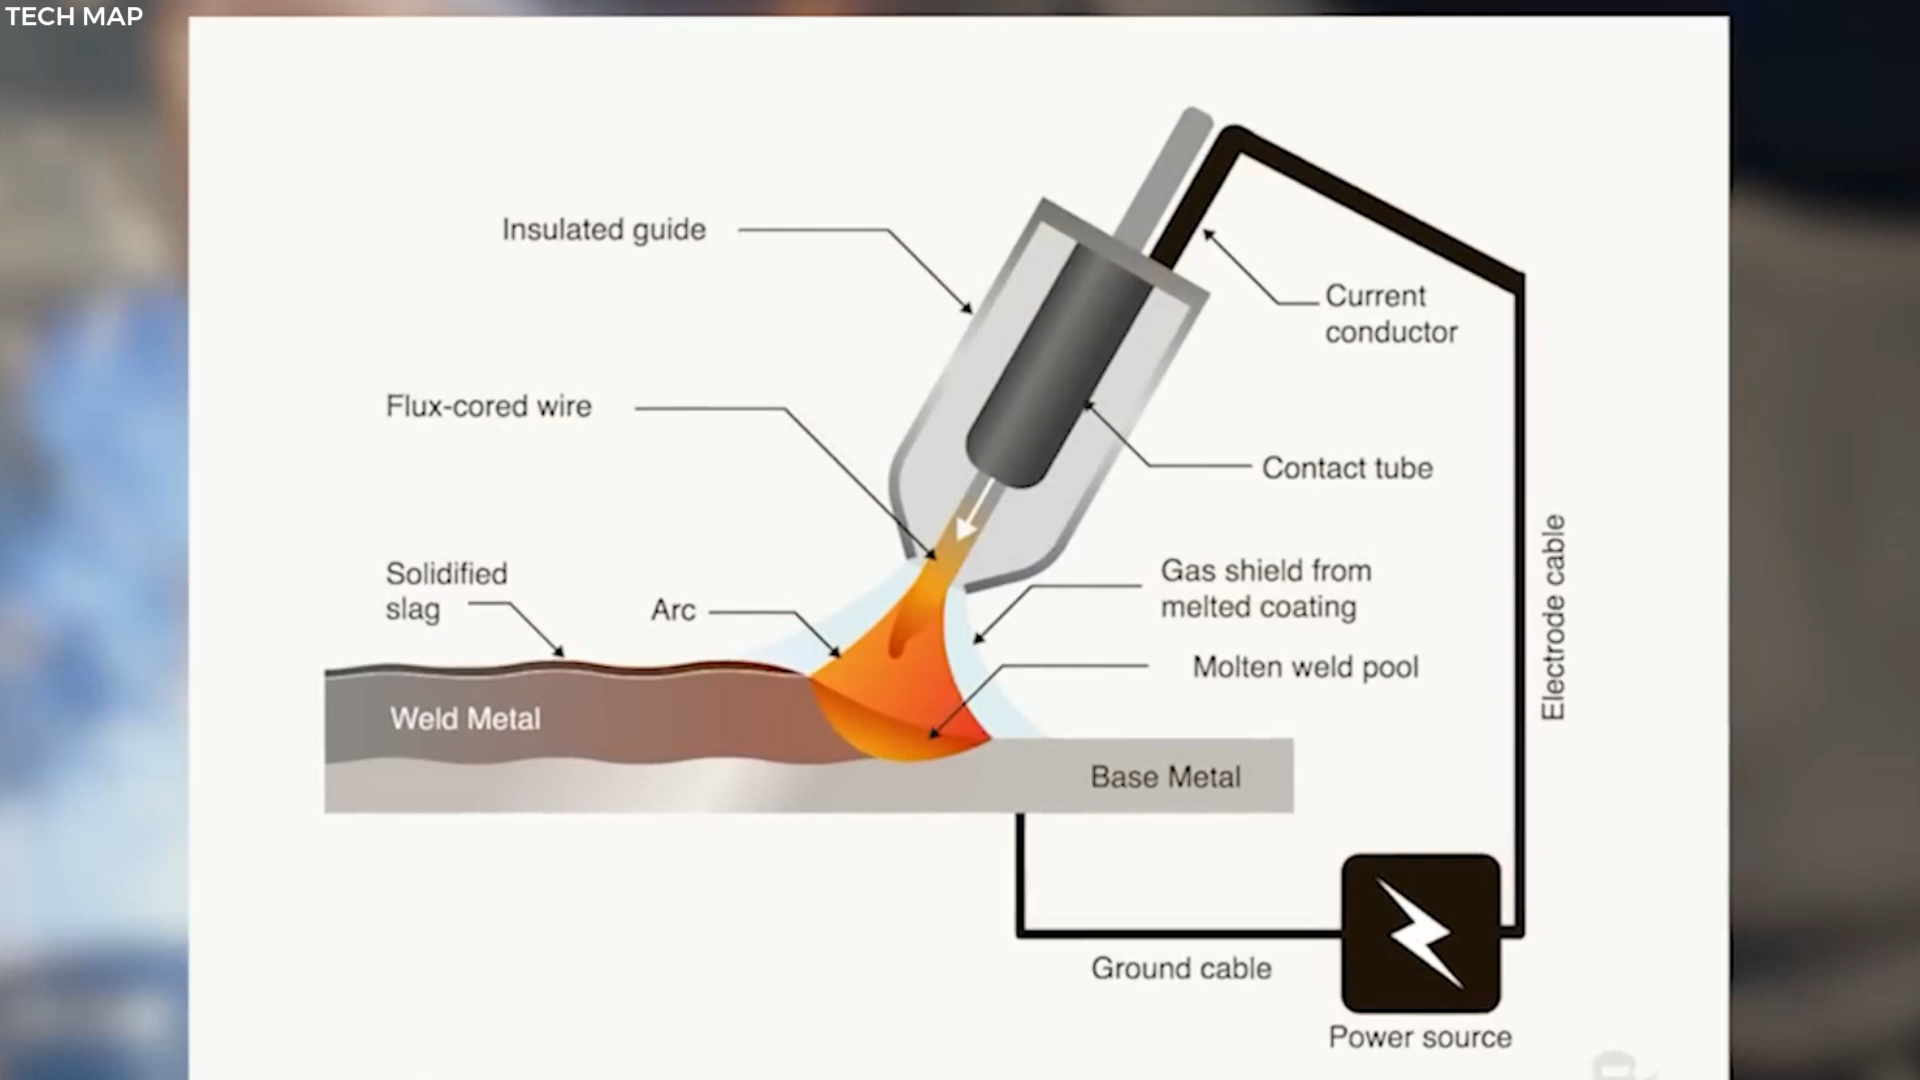 TECH MAP
Insulated guide
Current
conductor
Flux-cored wire
Contact tube
Solidified
slag
Arc
Gas shield from
melted coating
Molten weld pool
Electrode cable
Weld Metal
Base Metal
Ground cable
Power source